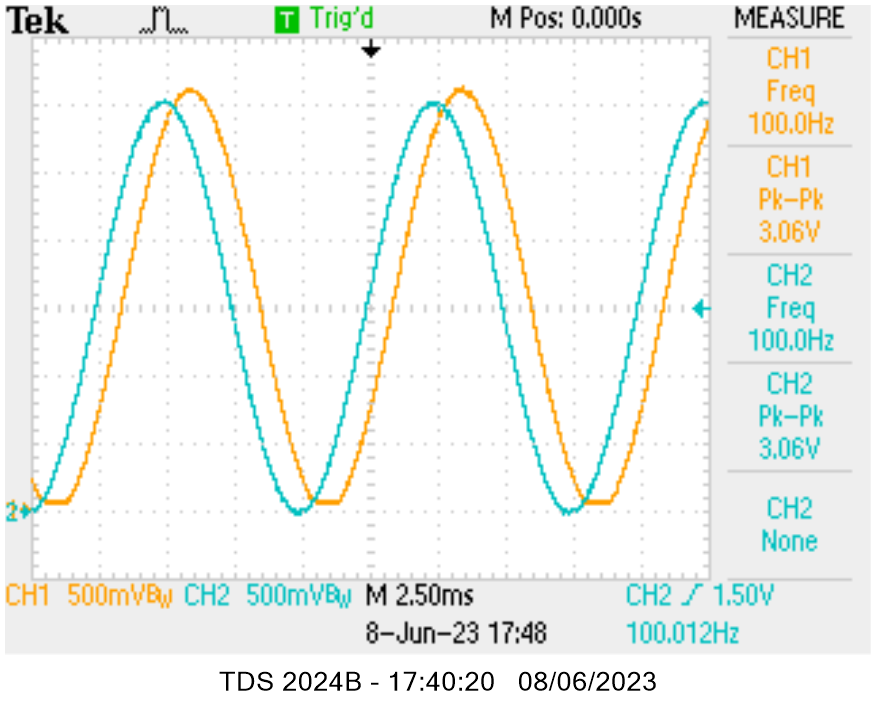 Tek T Trig'd M Pos: 0.000s MEASURE
CH1
Freq
100.0Hz
CH1
Pk-Pk
3.06V
CH2
Freq
100.0Hz
CH2
Pk-Pk
3.06V
CH2
None
2
CH1 500mVBw CH2 500mVBw M 2.50ms CH2 1.50V
8-Jun-23 17:48 100.012Hz
TDS 2024B - 17:40:20 08/06/2023